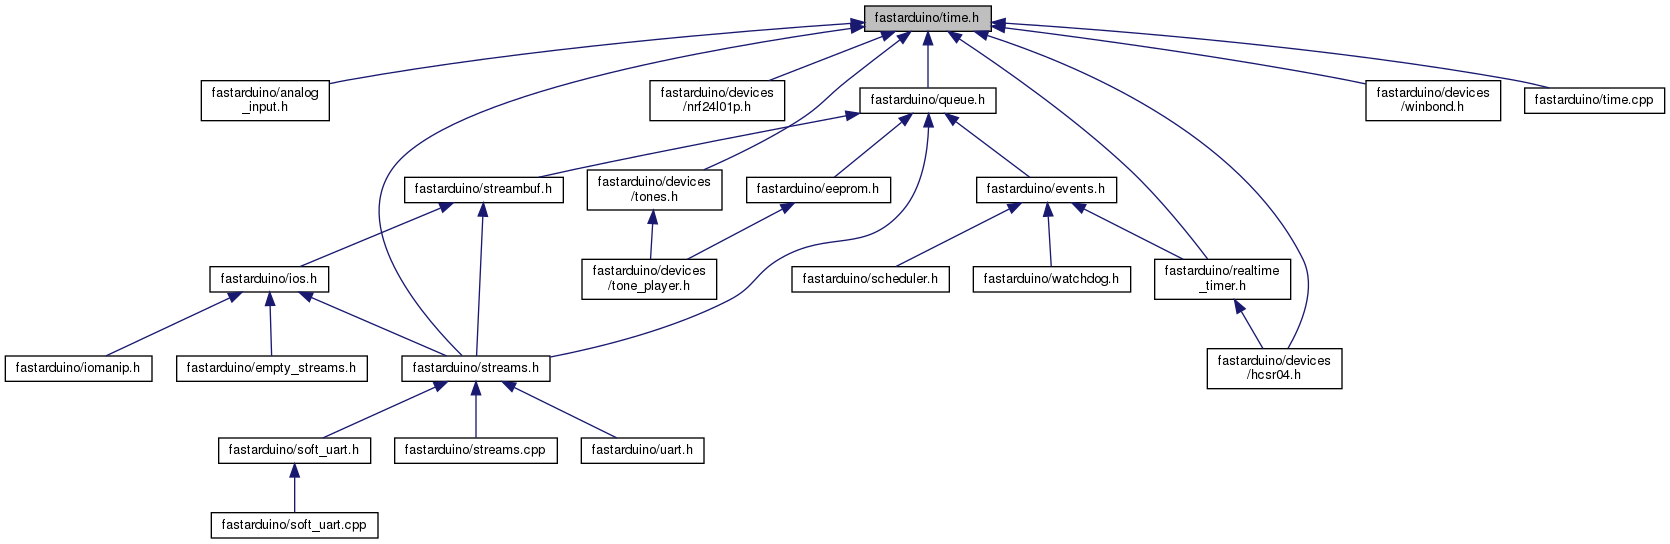 fastarduino/time.h
fastarduino/analog
_input.h
fastarduino/devices
/nrf24l01p.h
fastarduino/queue.h
fastarduino/devices
/winbond.h
fastarduino/time.cpp
fastarduino/streambuf.h
fastarduino/devices
/tones.h
fastarduino/eeprom.h
fastarduino/events.h
fastarduino/ios.h
fastarduino/devices
/tone_player.h
fastarduino/scheduler.h
fastarduino/watchdog.h
fastarduino/realtime
_timer.h
fastarduino/iomanip.h
fastarduino/empty_streams.h
fastarduino/streams.h
fastarduino/devices
/hcsr04.h
fastarduino/soft_uart.h
fastarduino/streams.cpp
fastarduino/uart.h
fastarduino/soft_uart.cpp